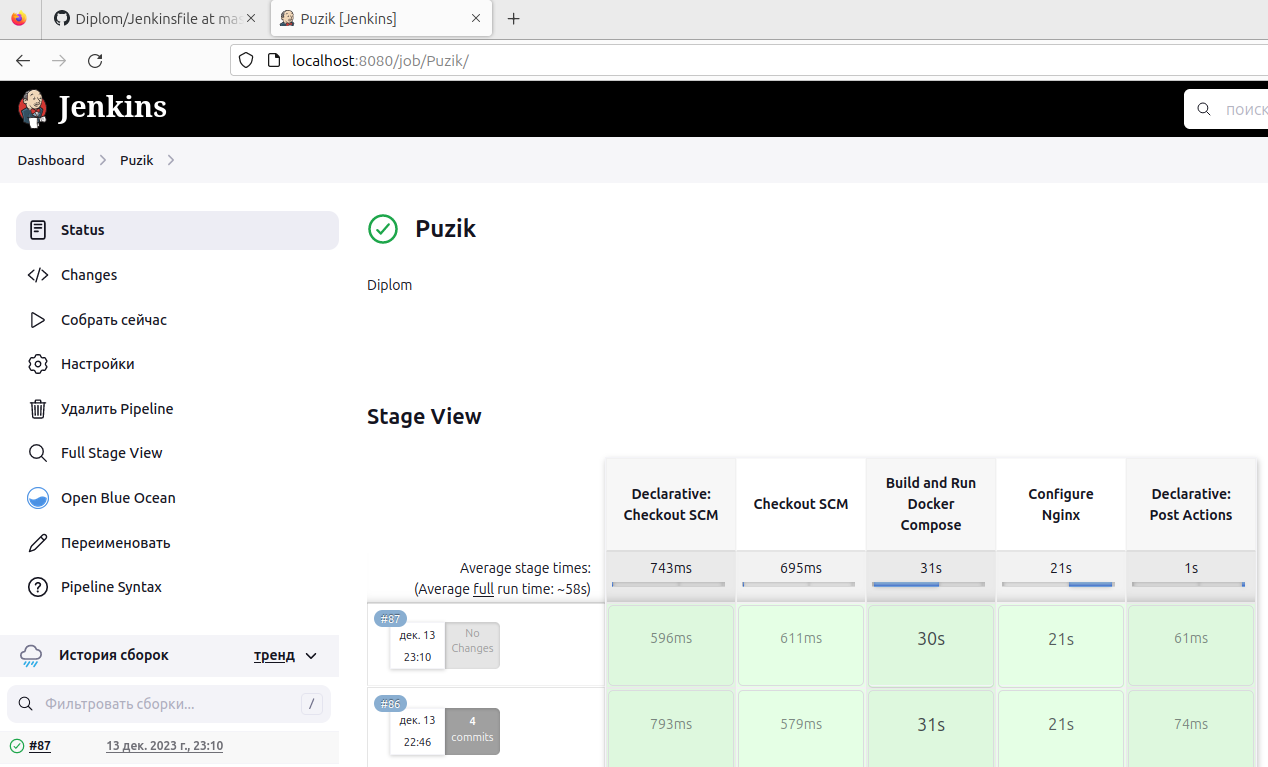 Diplom/Jenkinsfile at mas
Puzik [Jenkins]
localhost:8080/job/Puzik/
Jenkins
поиск
Dashboard
Puzik
Status
Changes
Собрать сейчас
Настройки
Удалить Pipeline
Full Stage View
Open Blue Ocean
Переименовать
Pipeline Syntax
История сборок
тренд
Фильтровать сборки...
/
#87
13 дек. 2023 г., 23:10
Puzik
Diplom
Stage View
Declarative:
Checkout SCM
Checkout SCM
Build and Run
Docker
Compose
Configure
Nginx
Declarative:
Post Actions
Average stage times:
(Average full run time: ~58s)
743ms
695ms
31s
21s
1s
#87
дек. 13
23:10
No
Changes
596ms
611ms
30s
21s
61ms
#86
дек. 13
22:46
4
commits
793ms
579ms
31s
21s
74ms